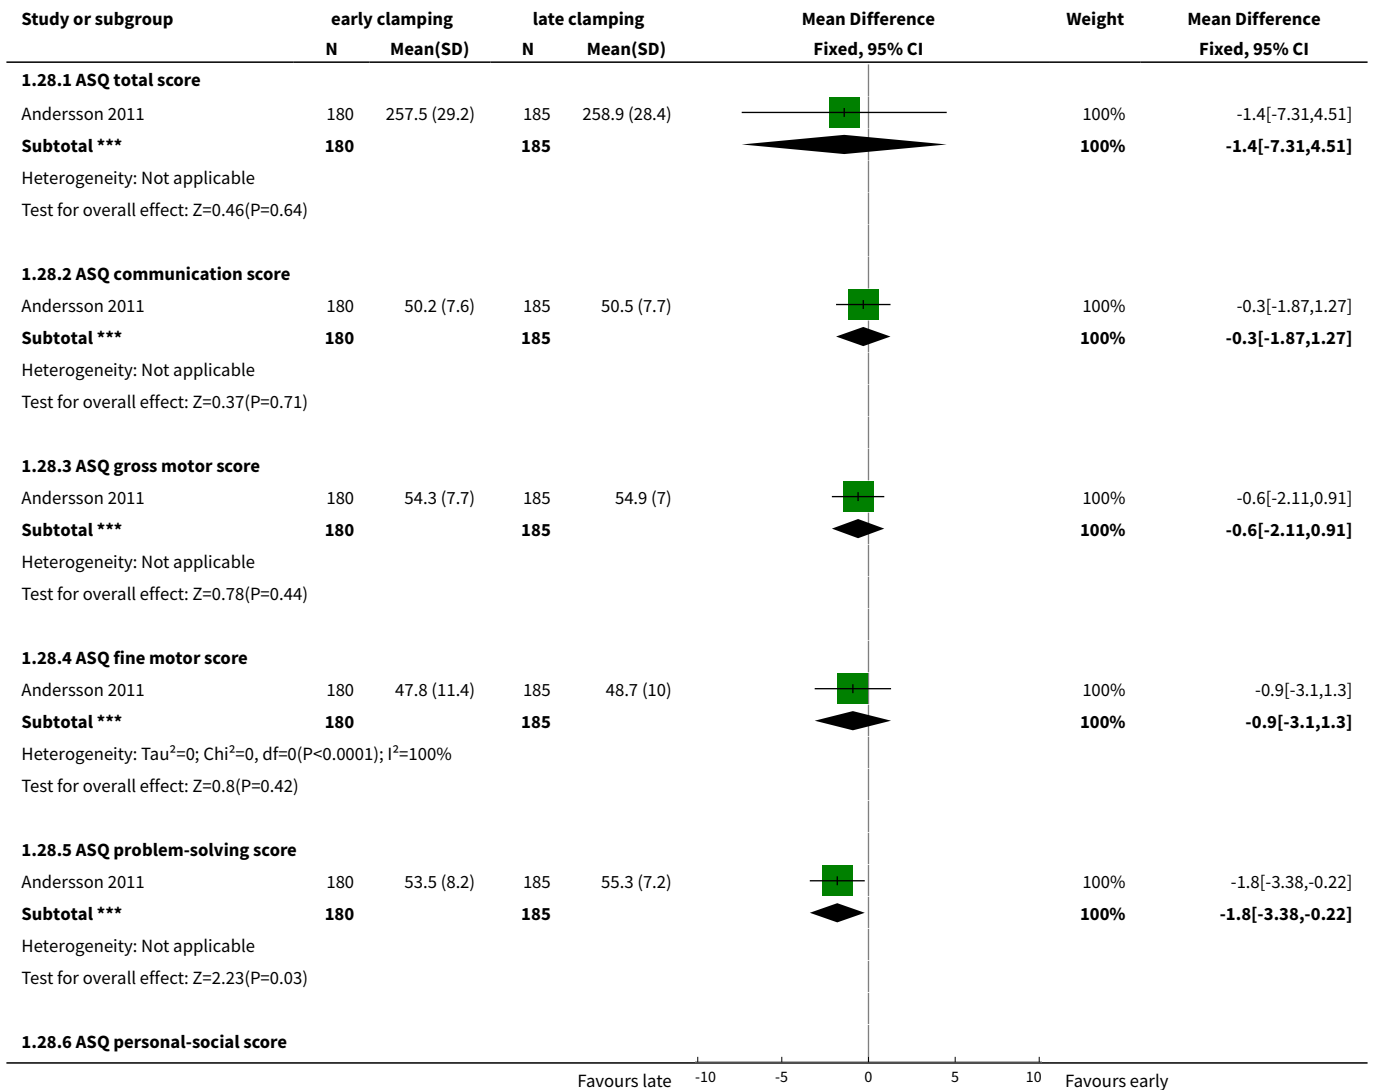 Study or subgroup early clamping late clamping Mean Difference Weight Mean Difference
N Mean(SD) N Mean(SD) Fixed, 95% CI Fixed, 95% CI
1.28.1 ASQ total score
Andersson 2011 180 257.5 (29.2) 185 258.9 (28.4) 100% -1.4[-7.31,4.51]
Subtotal *** 180 185 100% -1.4[-7.31,4.51]
Heterogeneity: Not applicable
Test for overall effect: Z=0.46(P=0.64)
1.28.2 ASQ communication score
Andersson 2011 180 50.2 (7.6) 185 50.5 (7.7) 100% -0.3[-1.87,1.27]
Subtotal *** 180 185 100% -0.3[-1.87,1.27]
Heterogeneity: Not applicable
Test for overall effect: Z=0.37(P=0.71)
1.28.3 ASQ gross motor score
Andersson 2011 180 54.3 (7.7) 185 54.9 (7) 100% -0.6[-2.11,0.91]
Subtotal *** 180 185 100% -0.6[-2.11,0.91]
Heterogeneity: Not applicable
Test for overall effect: Z=0.78(P=0.44)
1.28.4 ASQ fine motor score
Andersson 2011 180 47.8 (11.4) 185 48.7 (10) 100% -0.9[-3.1,1.3]
Subtotal *** 180 185 100% -0.9[-3.1,1.3]
Heterogeneity: Tau²=0; Chi²=0, df=0(P<0.0001); I²=100%
Test for overall effect: Z=0.8(P=0.42)
1.28.5 ASQ problem-solving score
Andersson 2011 180 53.5 (8.2) 185 55.3 (7.2) 100% -1.8[-3.38,-0.22]
Subtotal *** 180 185 100% -1.8[-3.38,-0.22]
Heterogeneity: Not applicable
Test for overall effect: Z=2.23(P=0.03)
1.28.6 ASQ personal-social score
Favours late -10 -5 0 5 10 Favours early